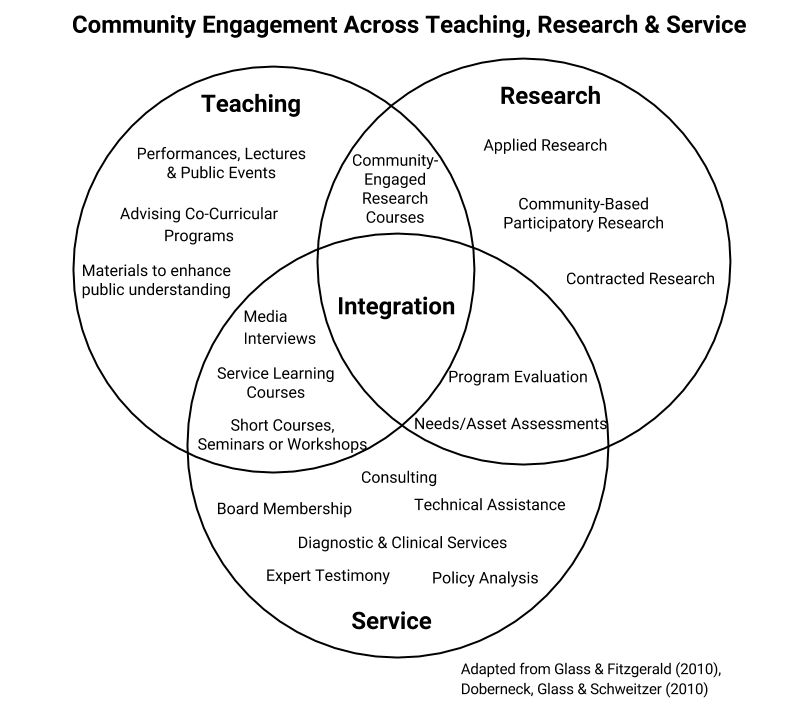 Community Engagement Across Teaching, Research & Service
Teaching
Performances, Lectures
& Public Events
Advising Co-Curricular
Programs
Materials to enhance
public understanding
Community-
Engaged
Research
Courses
Research
Applied Research
Community-Based
Participatory Research
Contracted Research
Integration
Media
Interviews
Service Learning
Courses
Short Courses,
Seminars or Workshops
Program Evaluation
Needs/Asset Assessments
Consulting
Board Membership
Technical Assistance
Diagnostic & Clinical Services
Expert Testimony
Policy Analysis
Service
Adapted from Glass & Fitzgerald (2010),
Doberneck, Glass & Schweitzer (2010)